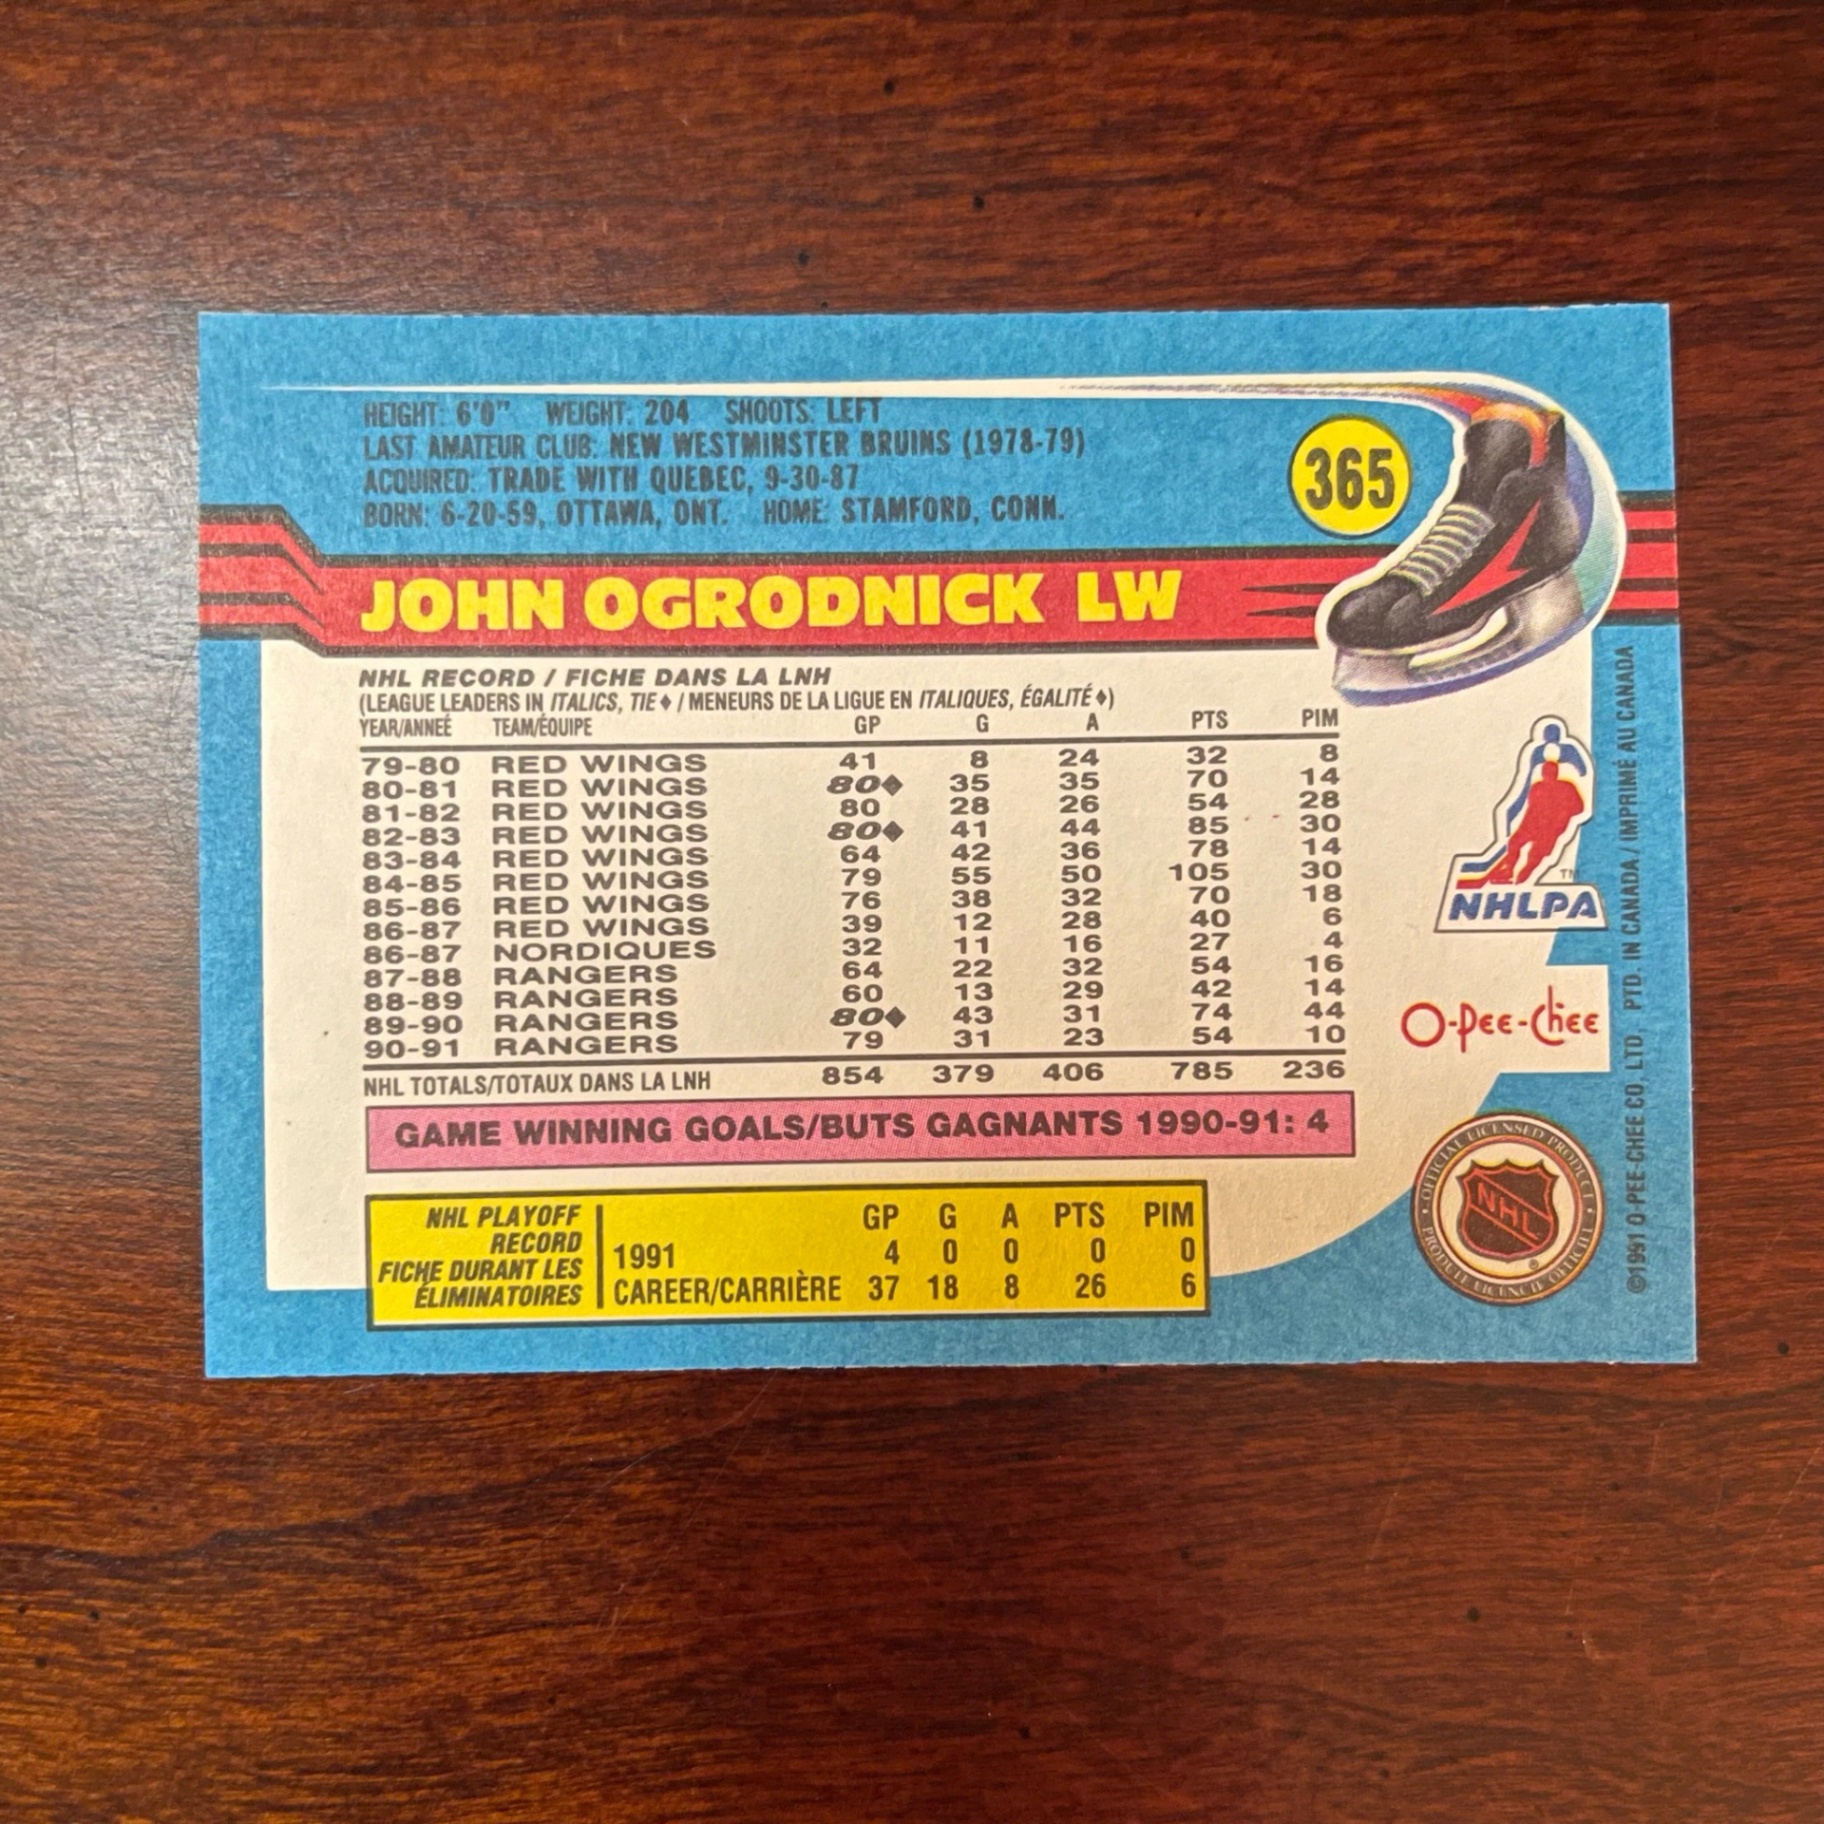 HEIGHT: 6'0" WEIGHT: 204 SHOOTS: LEFT
LAST AMATEUR CLUB: NEW WESTMINSTER BRUINS (1978-79)
ACQUIRED: TRADE WITH QUEBEC, 9-30-87
BORN: 6-20-59, OTTAWA, ONT. HOME: STAMFORD, CONN.
365
JOHN OGRODNICK LW
NHL RECORD / FICHE DANS LA LNH
(LEAGUE LEADERS IN ITALICS, TIE ♦ / MENEURS DE LA LIGUE EN ITALIQUES, ÉGALITÉ ♦)
YEAR/ANNEÉ TEAM/ÉQUIPE GP G A PTS PIM
79-80 RED WINGS 41 8 24 32 8
80-81 RED WINGS 80♦ 35 35 70 14
81-82 RED WINGS 80 28 26 54 28
82-83 RED WINGS 80♦ 41 44 85 30
83-84 RED WINGS 64 42 36 78 14
84-85 RED WINGS 79 55 50 105 30
85-86 RED WINGS 76 38 32 70 18
86-87 RED WINGS 39 12 28 40 6
86-87 NORDIQUES 32 11 16 27 4
87-88 RANGERS 64 22 32 54 16
88-89 RANGERS 60 13 29 42 14
89-90 RANGERS 80♦ 43 31 74 44
90-91 RANGERS 79 31 23 54 10
NHL TOTALS/TOTAUX DANS LA LNH 854 379 406 785 236
GAME WINNING GOALS/BUTS GAGNANTS 1990-91: 4
NHL PLAYOFF
RECORD
FICHE DURANT LES
ÉLIMINATOIRES
GP G A PTS PIM
1991 4 0 0 0 0
CAREER/CARRIÈRE 37 18 8 26 6
TM
NHLPA
O-Pee-Chee
• OFFICIAL LICENSED PRODUCT •
NHL
®
PRODUIT LICENCIÉ OFFICIEL
©1991 O-PEE-CHEE CO. LTD. PTD. IN CANADA / IMPRIMÉ AU CANADA